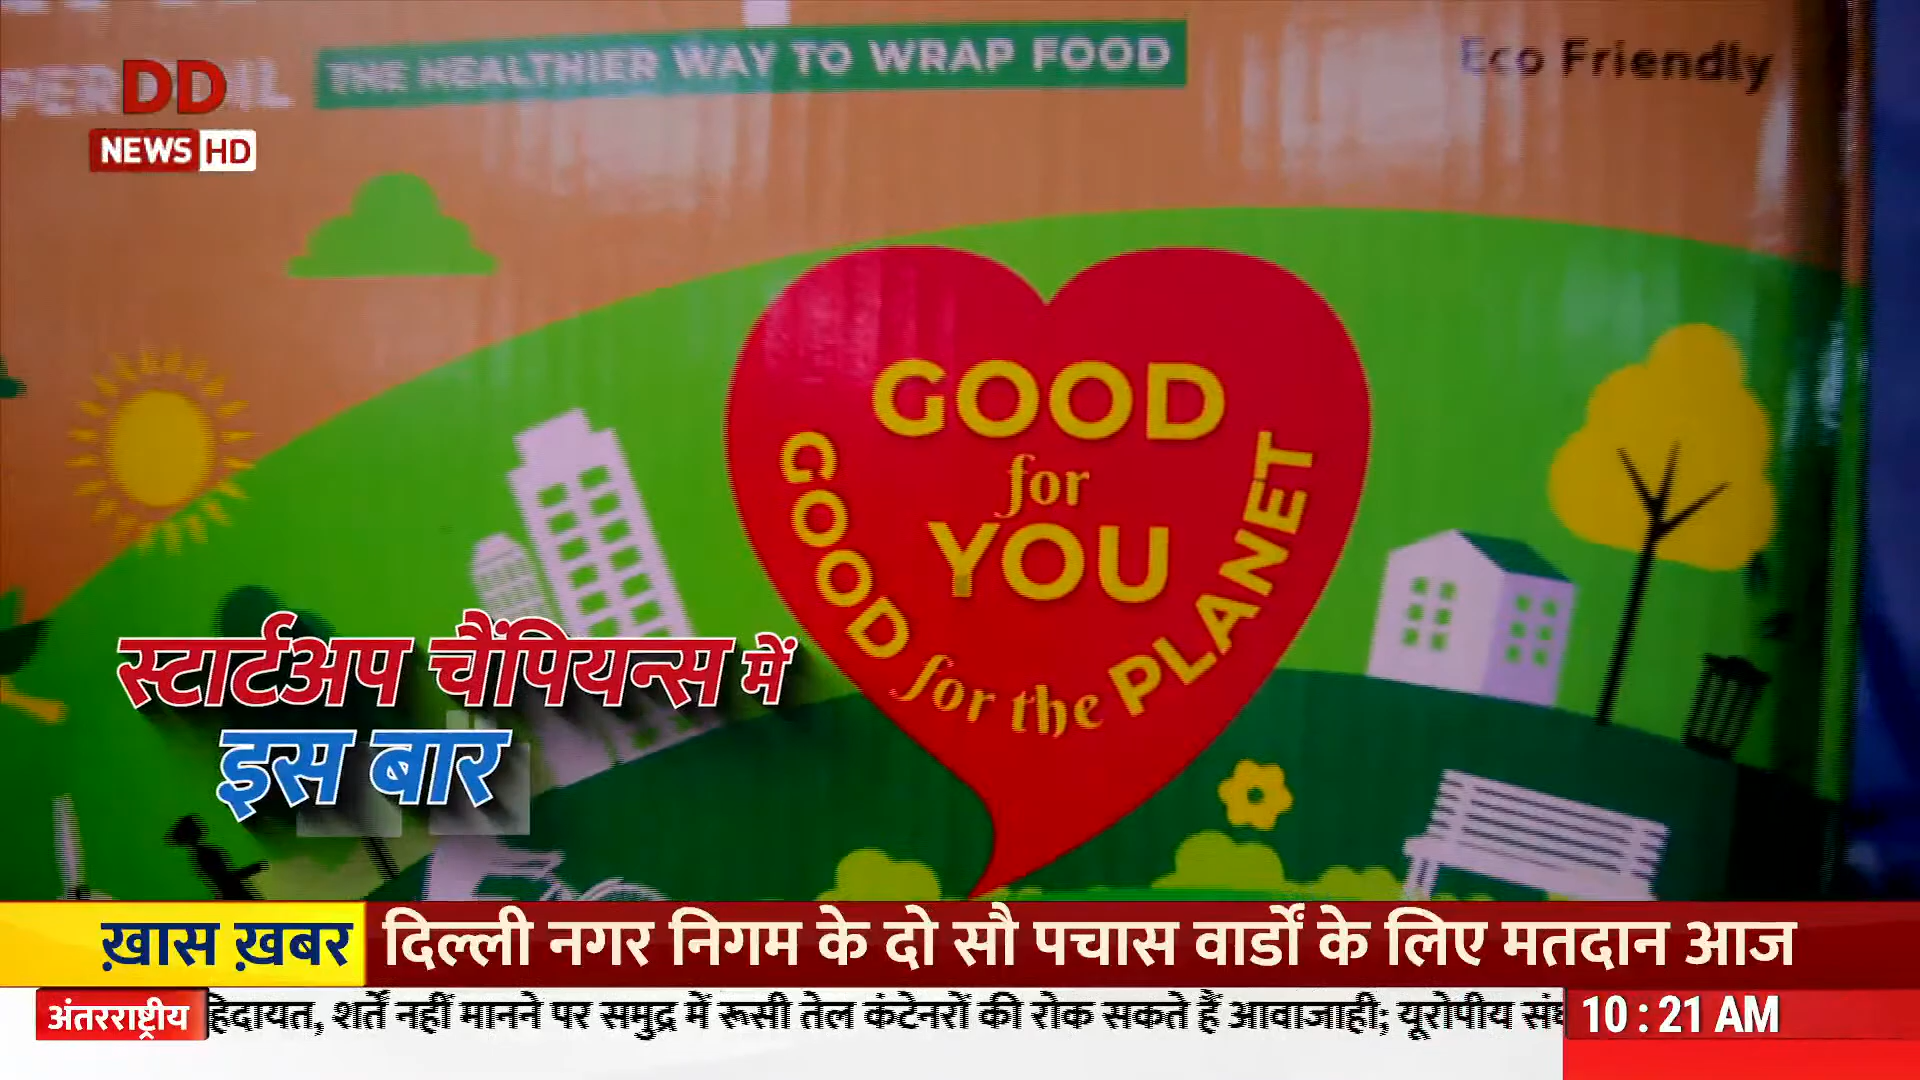 THE HEALTHIER WAY TO WRAP FOOD
Eco Friendly
DD
NEWS HD
GOOD
for
YOU
GOOD for the PLANET
स्टार्टअप चैंपियन्स में
इस बार
ख़ास ख़बर दिल्ली नगर निगम के दो सौ पचास वार्डों के लिए मतदान आज
अंतरराष्ट्रीय हिदायत, शर्तें नहीं मानने पर समुद्र में रूसी तेल कंटेनरों की रोक सकते हैं आवाजाही; यूरोपीय 10 : 21 AM